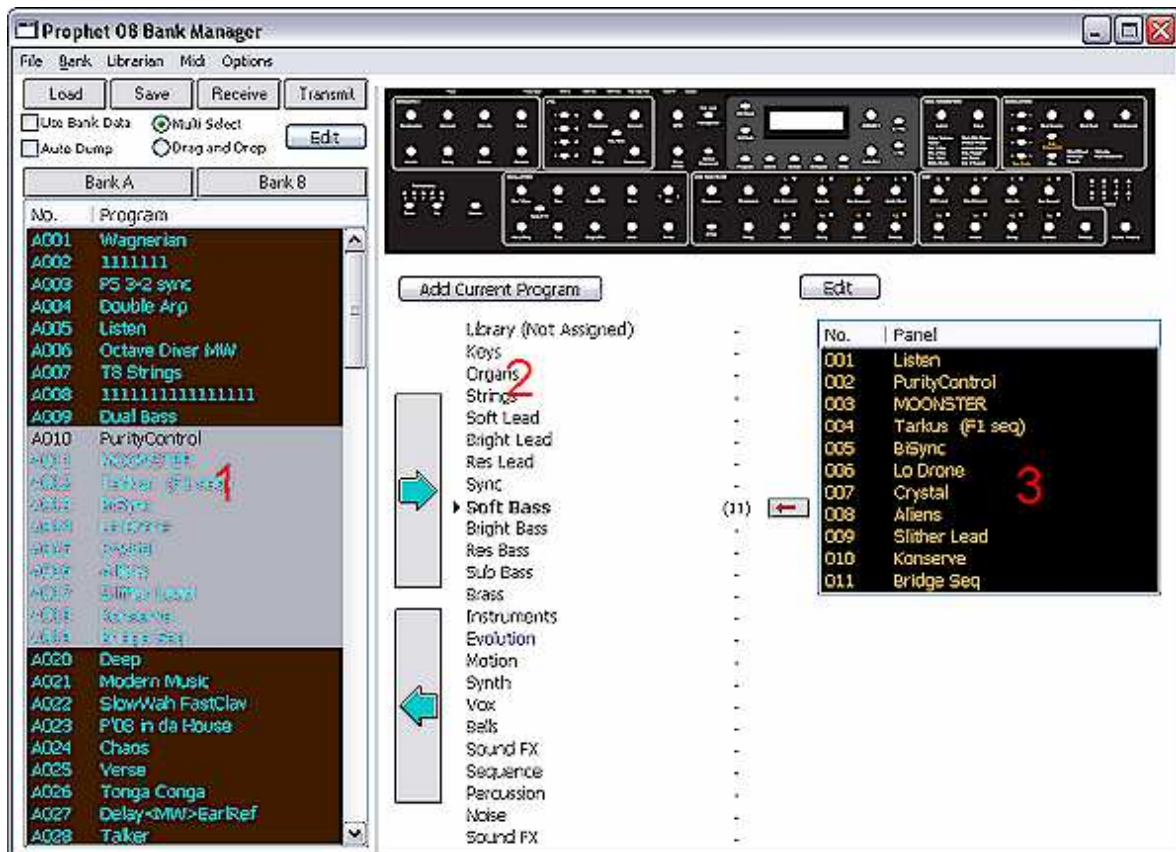 Prophet 08 Bank Manager
File Bank Librarian Midi Options
Load Save Receive Transmit
Use Bank Data Multi Select
Auto Dump Drag and Drop Edit
Bank A Bank B
No. Program
A001 Wagnerian
A002 1111111
A003 P5 3-2 sync
A004 Double Arp
A005 Listen
A006 Octave Diver MW
A007 T8 Strings
A008 1111111111111111
A009 Dual Bass
A010 PurityControl
1
A020 Deep
A021 Modern Music
A022 SlowWah FastClav
A023 P'08 in da House
A024 Chaos
A025 Verse
A026 Tonga Conga
A027 Delay<MW>EarlRef
A028 Talker
Add Current Program
Library (Not Assigned) -
Keys -
Organs -
2
Strings -
Soft Lead -
Bright Lead -
Res Lead -
Sync -
Soft Bass (11)
Bright Bass -
Res Bass -
Sub Bass -
Brass -
Instruments -
Evolution -
Motion -
Synth -
Vox -
Bells -
Sound FX -
Sequence -
Percussion -
Noise -
Sound FX -
Edit
No. Panel
001 Listen
002 PurityControl
003 MOONSTER
004 Tarkus (F1 seq)
005 BiSync
006 Lo Drone
007 Crystal
008 Aliens
009 Slither Lead
010 Konserve
011 Bridge Seq
3